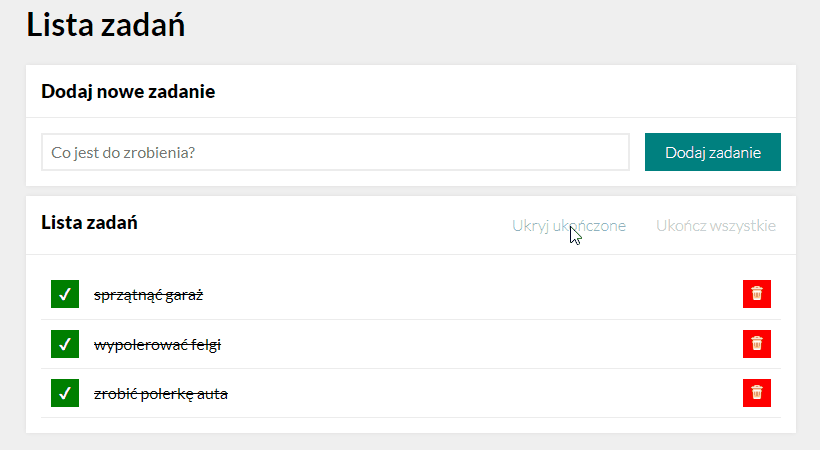 Lista zadań
Dodaj nowe zadanie
Co jest do zrobienia?
Dodaj zadanie
Lista zadań
Ukryj ukończone
Ukończ wszystkie
sprzątnąć garaż
wypolerować felgi
zrobić polerkę auta